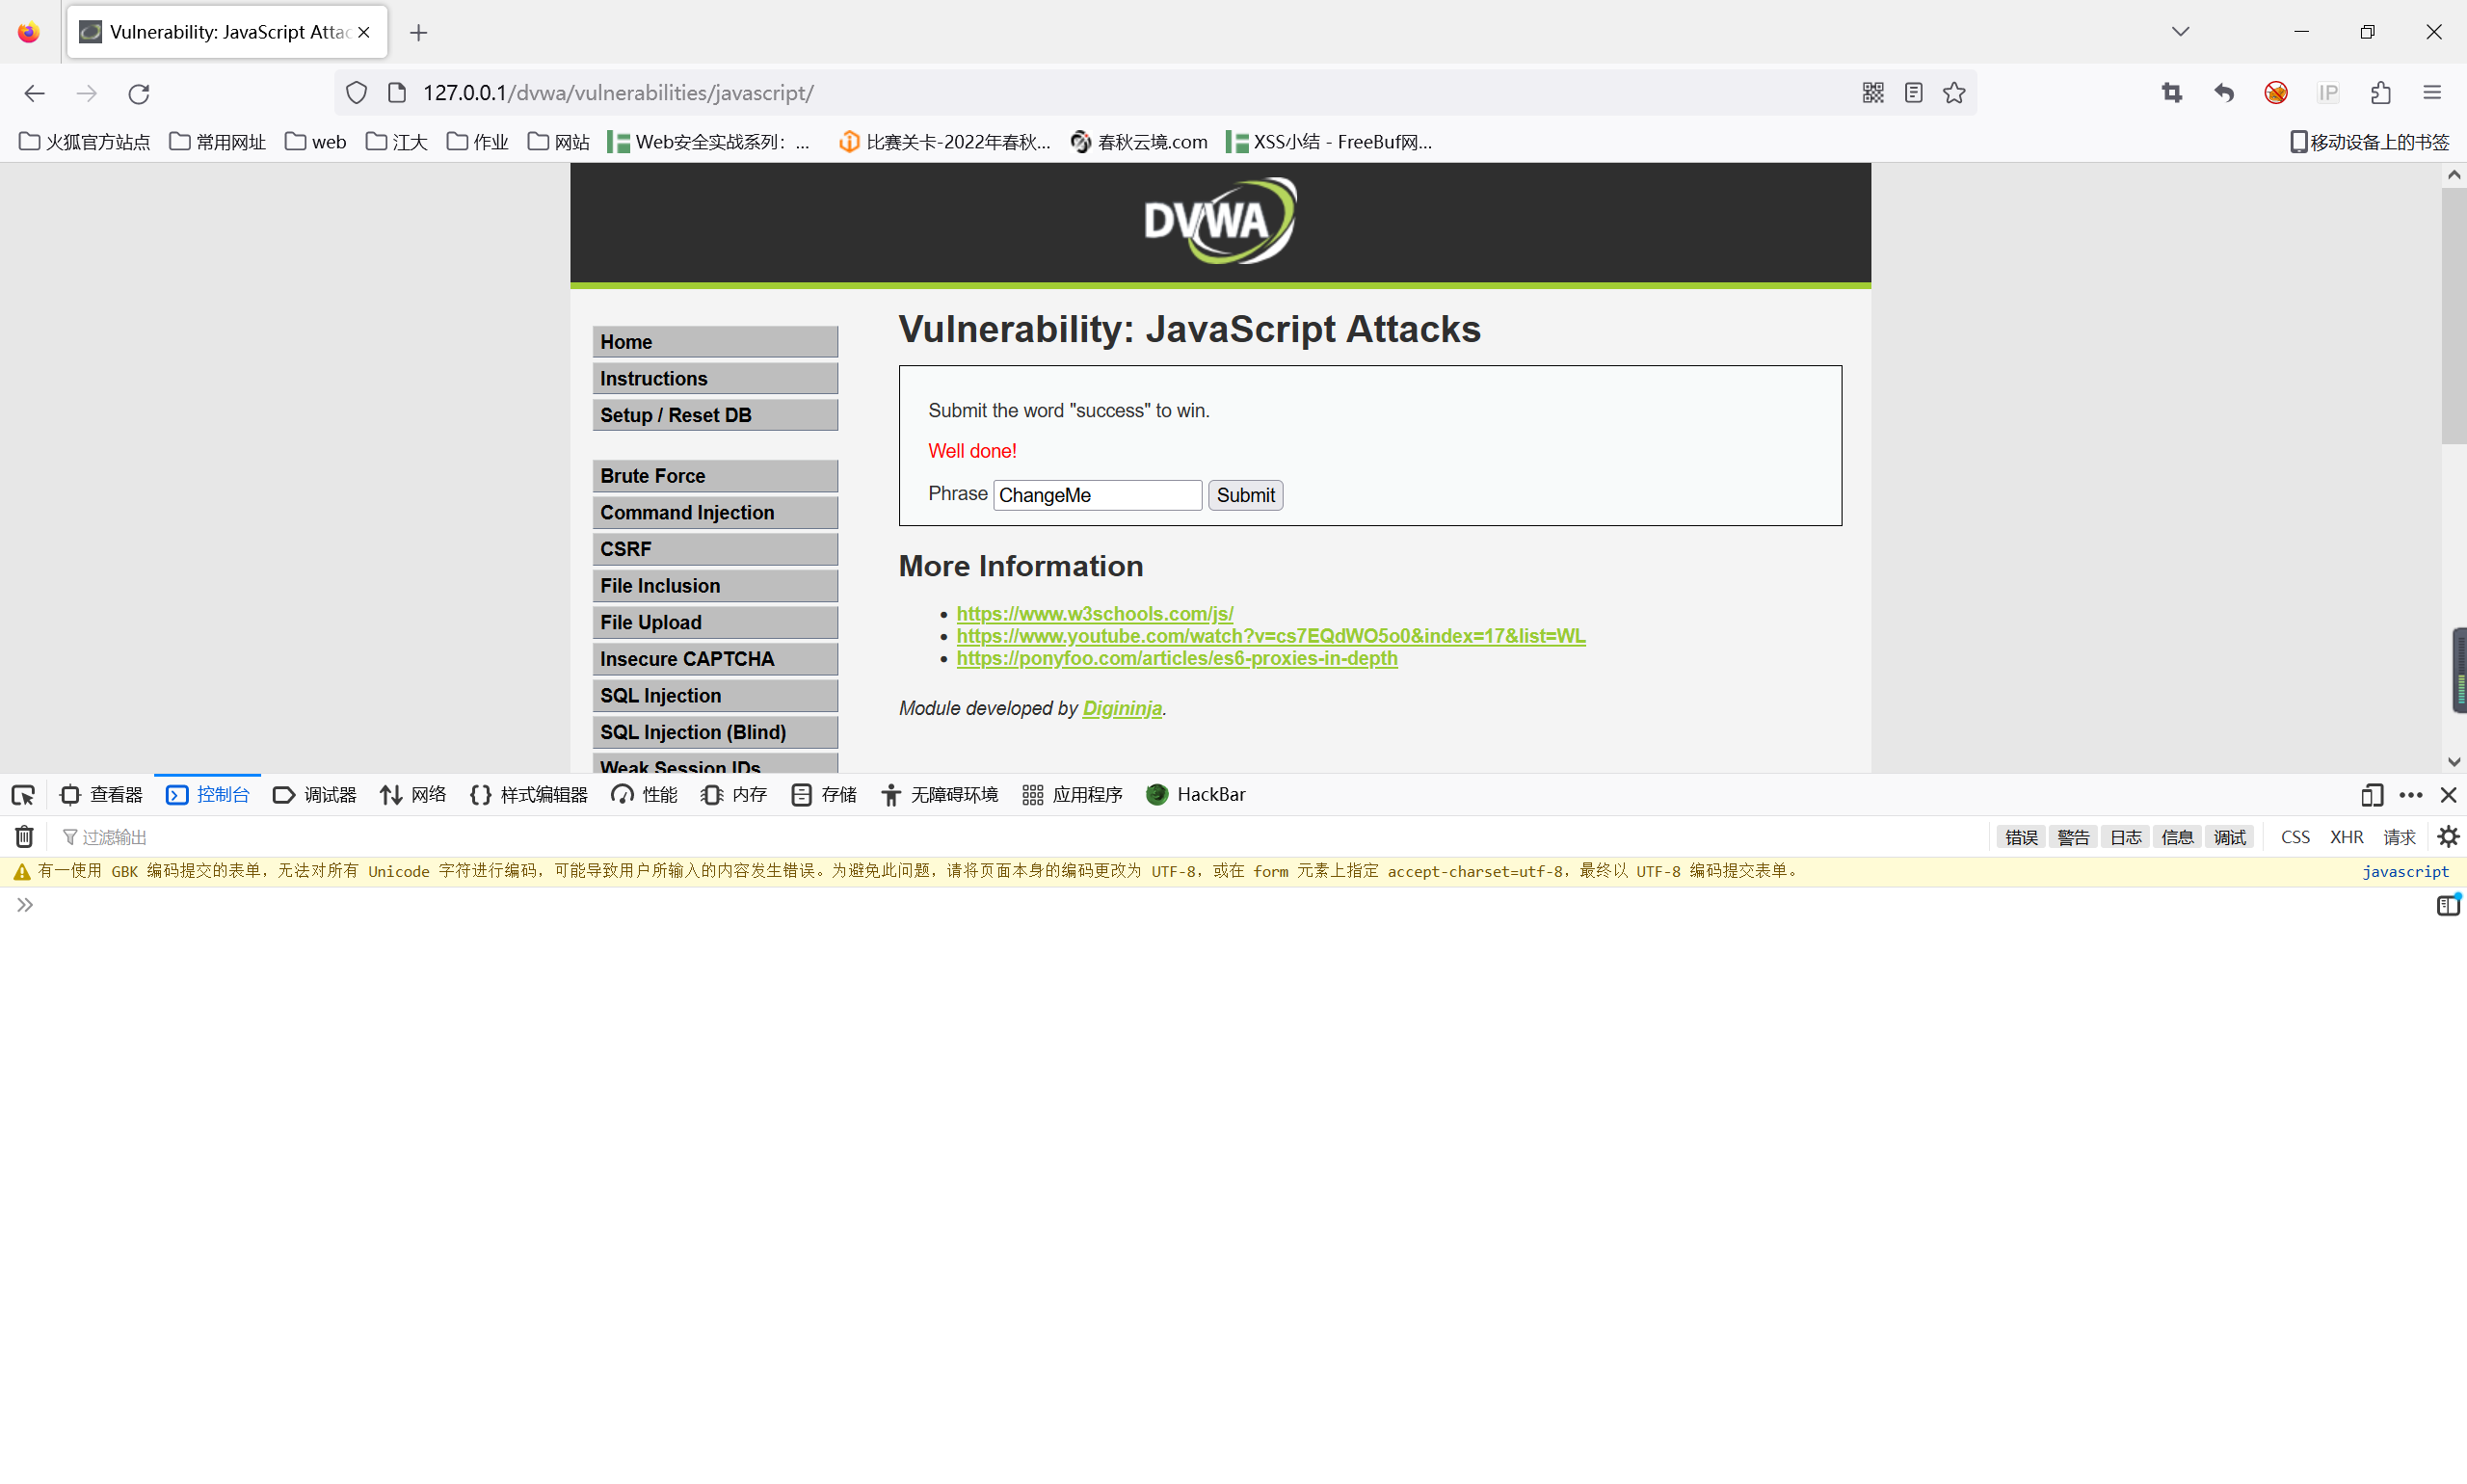 Vulnerability: JavaScript Attac
127.0.0.1/dvwa/vulnerabilities/javascript/
IP
火狐官方站点 常用网址 web 江大 作业 网站 Web安全实战系列：... 比赛关卡-2022年春秋... 春秋云境.com XSS小结 - FreeBuf网... 移动设备上的书签
DVWA
Home
Instructions
Setup / Reset DB
Brute Force
Command Injection
CSRF
File Inclusion
File Upload
Insecure CAPTCHA
SQL Injection
SQL Injection (Blind)
Weak Session IDs
Vulnerability: JavaScript Attacks
Submit the word "success" to win.
Well done!
Phrase ChangeMe Submit
More Information
https://www.w3schools.com/js/
https://www.youtube.com/watch?v=cs7EQdWO5o0&index=17&list=WL
https://ponyfoo.com/articles/es6-proxies-in-depth
Module developed by Digininja.
查看器 控制台 调试器 网络 样式编辑器 性能 内存 存储 无障碍环境 应用程序 HackBar
过滤输出 错误 警告 日志 信息 调试 CSS XHR 请求
有一使用 GBK 编码提交的表单，无法对所有 Unicode 字符进行编码，可能导致用户所输入的内容发生错误。为避免此问题，请将页面本身的编码更改为 UTF-8，或在 form 元素上指定 accept-charset=utf-8，最终以 UTF-8 编码提交表单。 javascript